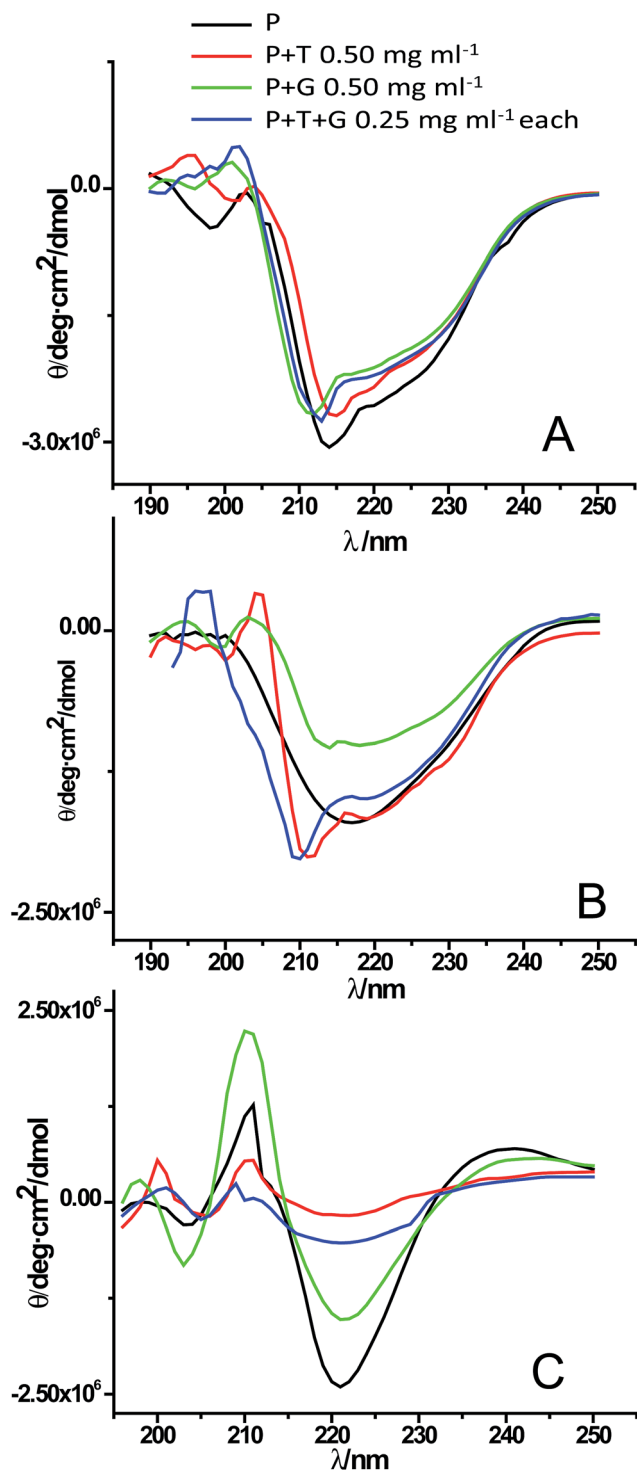 P
P+T 0.50 mg ml⁻¹
P+G 0.50 mg ml⁻¹
P+T+G 0.25 mg ml⁻¹ each
0.0
-3.0x10⁶
θ/deg·cm²/dmol
A
190 200 210 220 230 240 250
λ/nm
0.00
-2.50x10⁶
θ/deg·cm²/dmol
B
190 200 210 220 230 240 250
λ/nm
2.50x10⁶
0.00
-2.50x10⁶
θ/deg·cm²/dmol
C
200 210 220 230 240 250
λ/nm